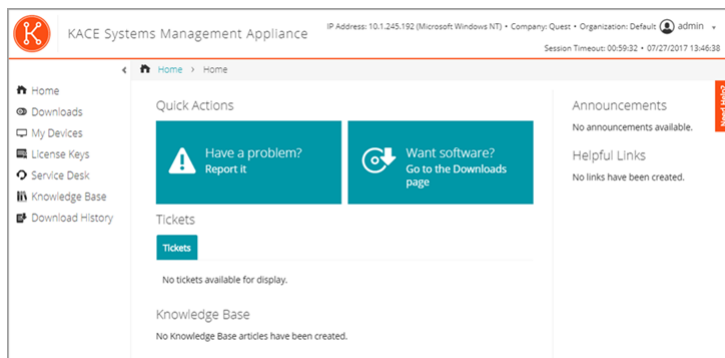 KACE Systems Management Appliance
IP Address: 10.1.245.192 (Microsoft Windows NT) • Company: Quest • Organization: Default admin
Session Timeout: 00:59:32 • 07/27/2017 13:46:38
Home › Home
Need Help?
Home
Downloads
My Devices
License Keys
Service Desk
Knowledge Base
Download History
Quick Actions
Have a problem?
Report it
Want software?
Go to the Downloads
page
Tickets
Tickets
No tickets available for display.
Knowledge Base
No Knowledge Base articles have been created.
Announcements
No announcements available.
Helpful Links
No links have been created.